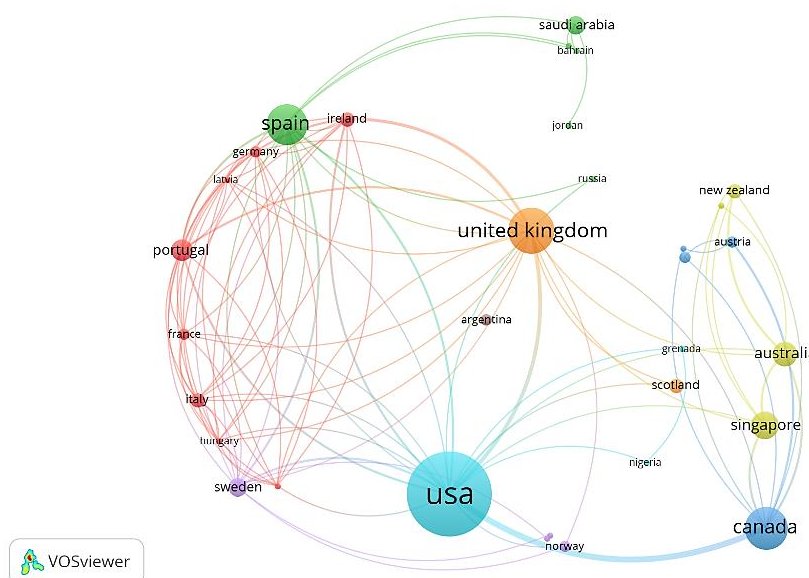 saudi arabia
bahrain
spain
ireland
jordan
germany
latvia
russia
new zealand
united kingdom
austria
portugal
argentina
france
grenada
australi
scotland
italy
singapore
hungary
nigeria
sweden
usa
canada
norway
VOSviewer